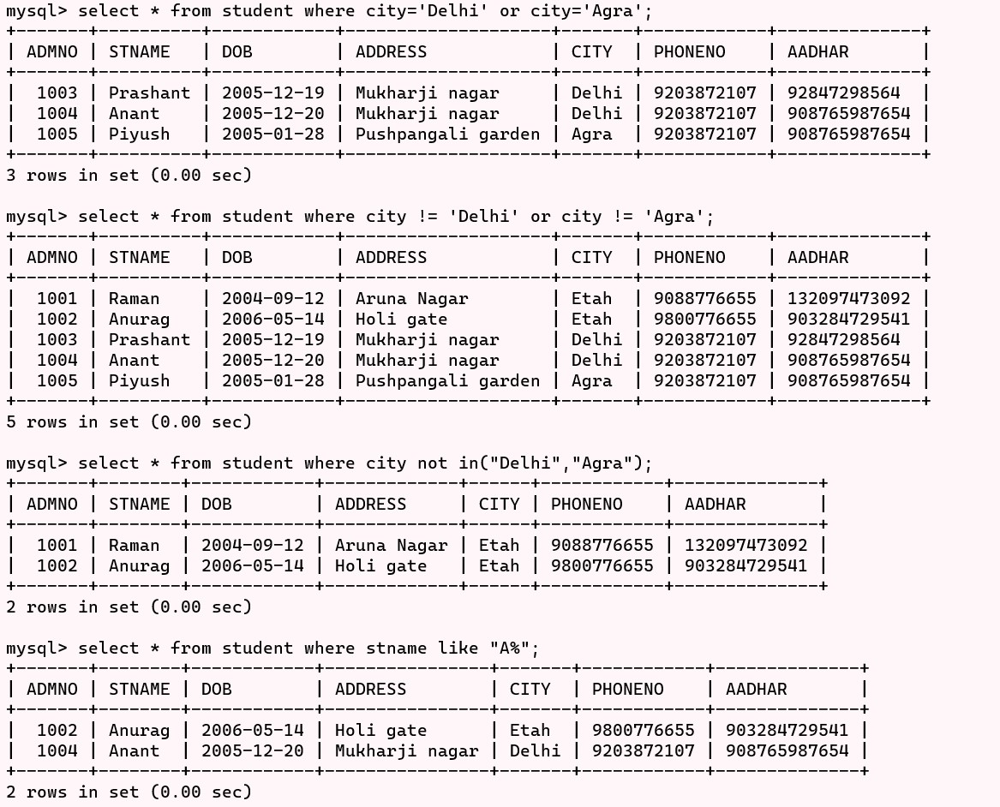 mysql> select * from student where city='Delhi' or city='Agra';
+-------+----------+------------+--------------------+-------+------------+--------------+
| ADMNO | STNAME   | DOB        | ADDRESS            | CITY  | PHONENO    | AADHAR       |
+-------+----------+------------+--------------------+-------+------------+--------------+
|  1003 | Prashant | 2005-12-19 | Mukharji nagar     | Delhi | 9203872107 | 92847298564  |
|  1004 | Anant    | 2005-12-20 | Mukharji nagar     | Delhi | 9203872107 | 908765987654 |
|  1005 | Piyush   | 2005-01-28 | Pushpangali garden | Agra  | 9203872107 | 908765987654 |
+-------+----------+------------+--------------------+-------+------------+--------------+
3 rows in set (0.00 sec)

mysql> select * from student where city != 'Delhi' or city != 'Agra';
+-------+----------+------------+--------------------+-------+------------+--------------+
| ADMNO | STNAME   | DOB        | ADDRESS            | CITY  | PHONENO    | AADHAR       |
+-------+----------+------------+--------------------+-------+------------+--------------+
|  1001 | Raman    | 2004-09-12 | Aruna Nagar        | Etah  | 9088776655 | 132097473092 |
|  1002 | Anurag   | 2006-05-14 | Holi gate          | Etah  | 9800776655 | 903284729541 |
|  1003 | Prashant | 2005-12-19 | Mukharji nagar     | Delhi | 9203872107 | 92847298564  |
|  1004 | Anant    | 2005-12-20 | Mukharji nagar     | Delhi | 9203872107 | 908765987654 |
|  1005 | Piyush   | 2005-01-28 | Pushpangali garden | Agra  | 9203872107 | 908765987654 |
+-------+----------+------------+--------------------+-------+------------+--------------+
5 rows in set (0.00 sec)

mysql> select * from student where city not in("Delhi","Agra");
+-------+--------+------------+-------------+------+------------+--------------+
| ADMNO | STNAME | DOB        | ADDRESS     | CITY | PHONENO    | AADHAR       |
+-------+--------+------------+-------------+------+------------+--------------+
|  1001 | Raman  | 2004-09-12 | Aruna Nagar | Etah | 9088776655 | 132097473092 |
|  1002 | Anurag | 2006-05-14 | Holi gate   | Etah | 9800776655 | 903284729541 |
+-------+--------+------------+-------------+------+------------+--------------+
2 rows in set (0.00 sec)

mysql> select * from student where stname like "A%";
+-------+--------+------------+----------------+-------+------------+--------------+
| ADMNO | STNAME | DOB        | ADDRESS        | CITY  | PHONENO    | AADHAR       |
+-------+--------+------------+----------------+-------+------------+--------------+
|  1002 | Anurag | 2006-05-14 | Holi gate      | Etah  | 9800776655 | 903284729541 |
|  1004 | Anant  | 2005-12-20 | Mukharji nagar | Delhi | 9203872107 | 908765987654 |
+-------+--------+------------+----------------+-------+------------+--------------+
2 rows in set (0.00 sec)